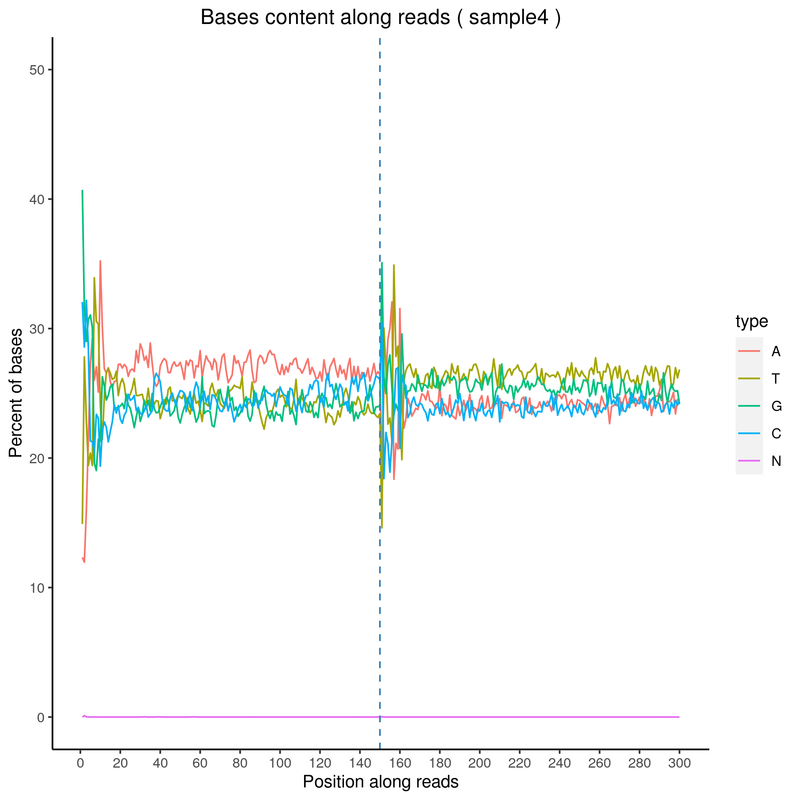 Bases content along reads ( sample4 )
Percent of bases
50
40
30
20
10
0
0 20 40 60 80 100 120 140 160 180 200 220 240 260 280 300
Position along reads
type
A
T
G
C
N